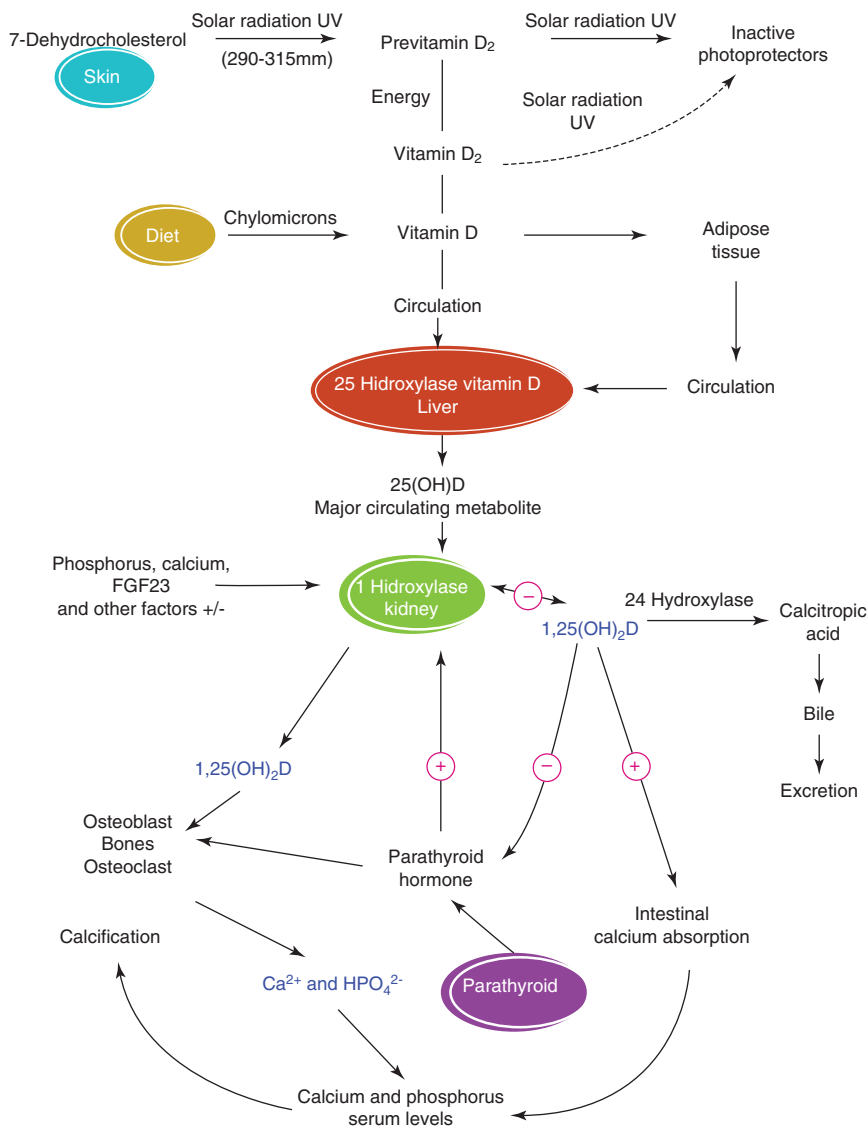 7-Dehydrocholesterol
Skin
Solar radiation UV
(290-315mm)
Previtamin D₂
Solar radiation UV
Inactive
photoprotectors
Energy
Solar radiation
UV
Vitamin D₂
Diet
Chylomicrons
Vitamin D
Adipose
tissue
Circulation
25 Hidroxylase vitamin D
Liver
Circulation
25(OH)D
Major circulating metabolite
Phosphorus, calcium,
FGF23
and other factors +/-
1 Hidroxylase
kidney
−
1,25(OH)₂D
24 Hydroxylase
Calcitropic
acid
Bile
Excretion
1,25(OH)₂D
+
−
+
Osteoblast
Bones
Osteoclast
Parathyroid
hormone
Intestinal
calcium absorption
Calcification
Ca²⁺ and HPO₄²⁻
Parathyroid
Calcium and phosphorus
serum levels